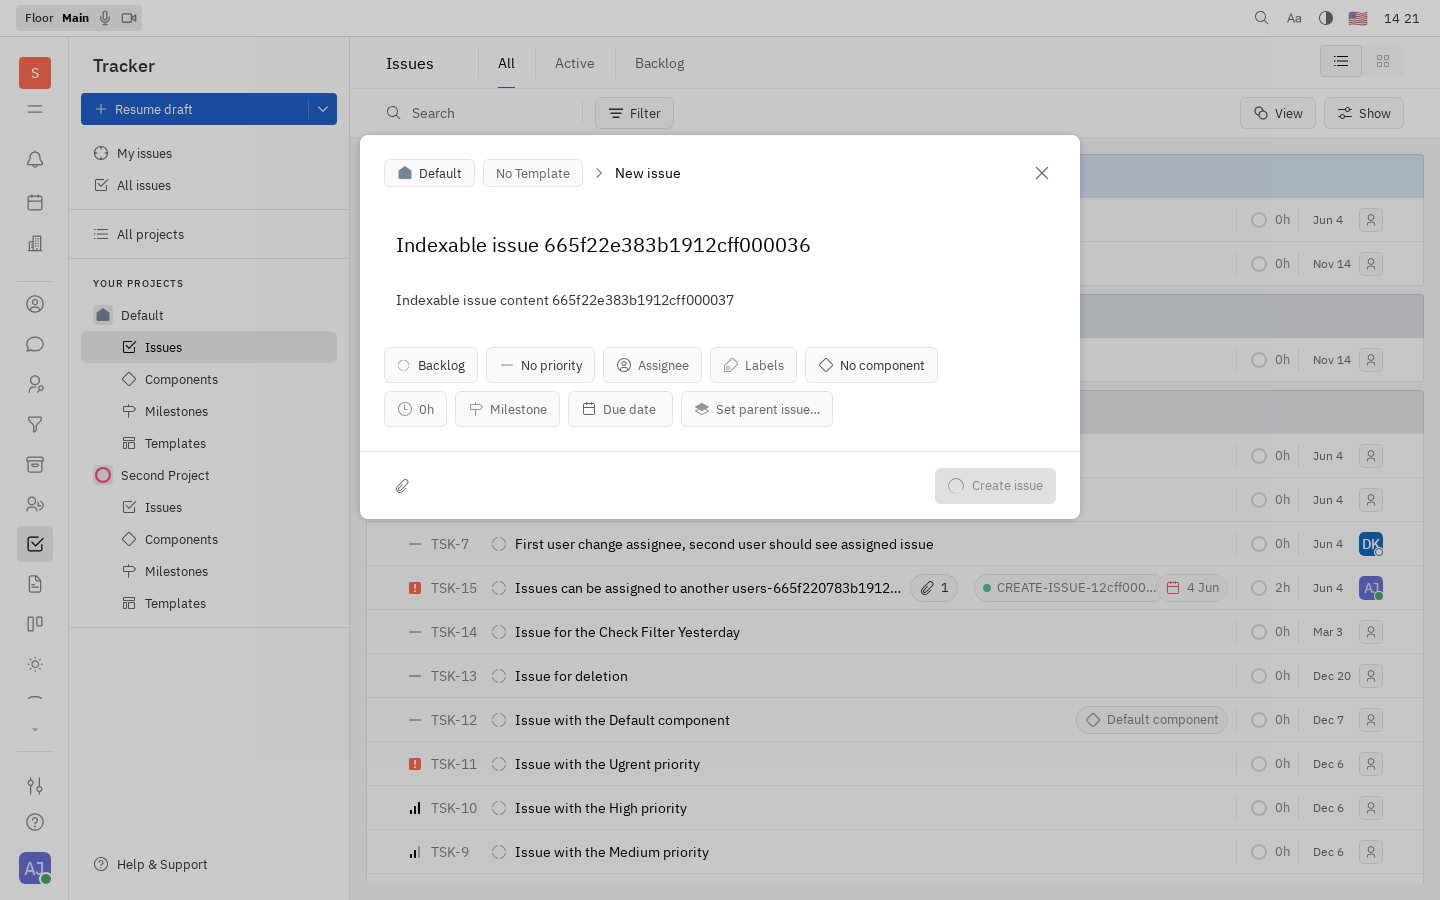 Floor Main
Aa
14 21
S
Tracker
Resume draft
My issues
All issues
All projects
YOUR PROJECTS
Default
Issues
Components
Milestones
Templates
Second Project
Issues
Components
Milestones
Templates
Help & Support
AJ
Issues
All
Active
Backlog
Search
Filter
View
Show
Default
No Template
New issue
Indexable issue 665f22e383b1912cff000036
Indexable issue content 665f22e383b1912cff000037
Backlog
No priority
Assignee
Labels
No component
0h
Milestone
Due date
Set parent issue...
Create issue
0h Jun 4
0h Nov 14
0h Nov 14
0h Jun 4
0h Jun 4
TSK-7 First user change assignee, second user should see assigned issue 0h Jun 4 DK
TSK-15 Issues can be assigned to another users-665f220783b1912... 1 CREATE-ISSUE-12cff000... 4 Jun 2h Jun 4 AJ
TSK-14 Issue for the Check Filter Yesterday 0h Mar 3
TSK-13 Issue for deletion 0h Dec 20
TSK-12 Issue with the Default component Default component 0h Dec 7
TSK-11 Issue with the Ugrent priority 0h Dec 6
TSK-10 Issue with the High priority 0h Dec 6
TSK-9 Issue with the Medium priority 0h Dec 6